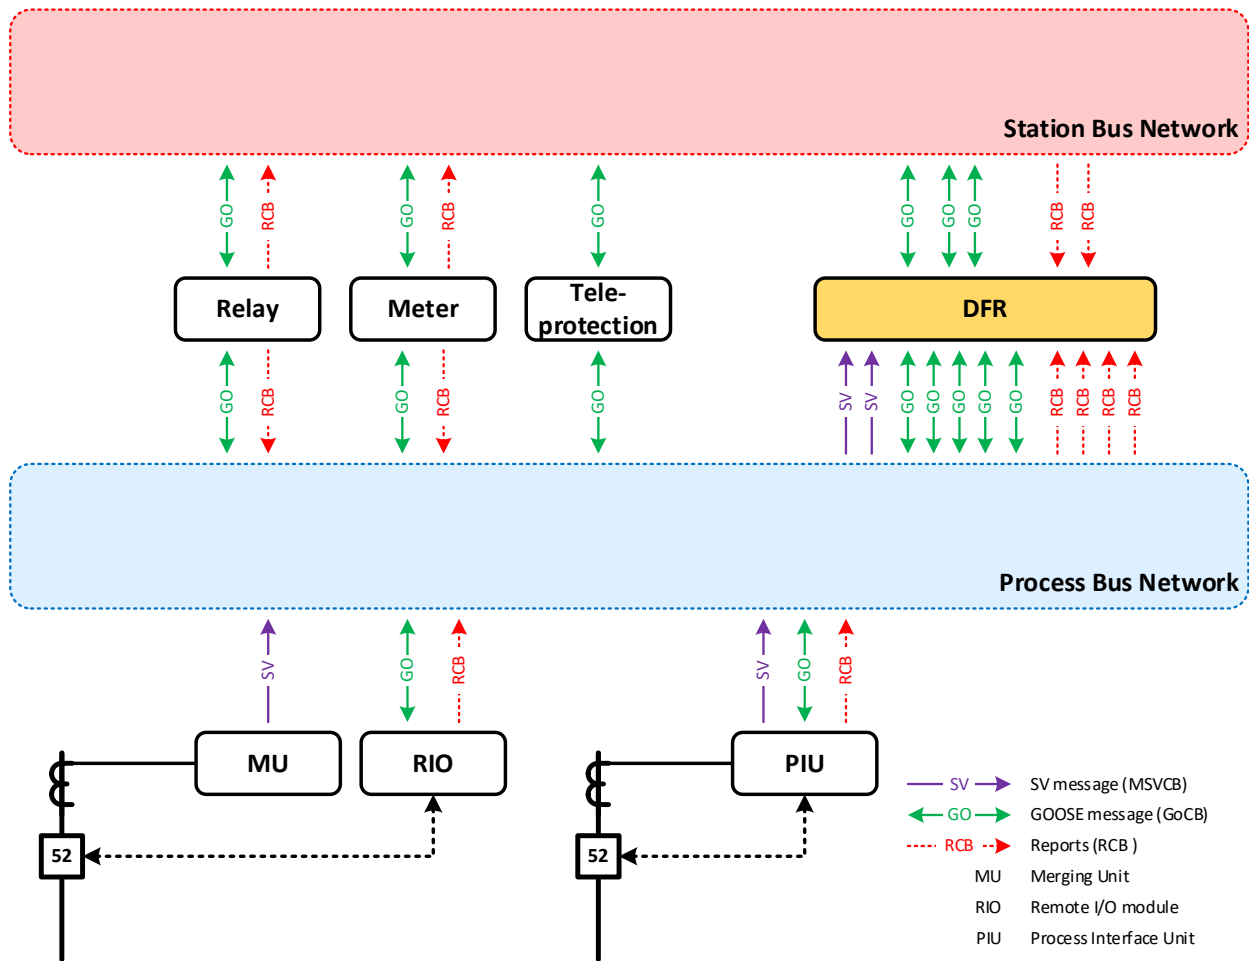 Station Bus Network
GO
RCB
GO
RCB
GO
GO
GO
GO
RCB
RCB
Relay
Meter
Tele-
protection
DFR
GO
RCB
GO
RCB
GO
SV
SV
GO
GO
GO
GO
GO
RCB
RCB
RCB
RCB
Process Bus Network
SV
GO
RCB
SV
GO
RCB
MU
RIO
PIU
52
52
SV SV message (MSVCB)
GO GOOSE message (GoCB)
RCB Reports (RCB )
MU Merging Unit
RIO Remote I/O module
PIU Process Interface Unit